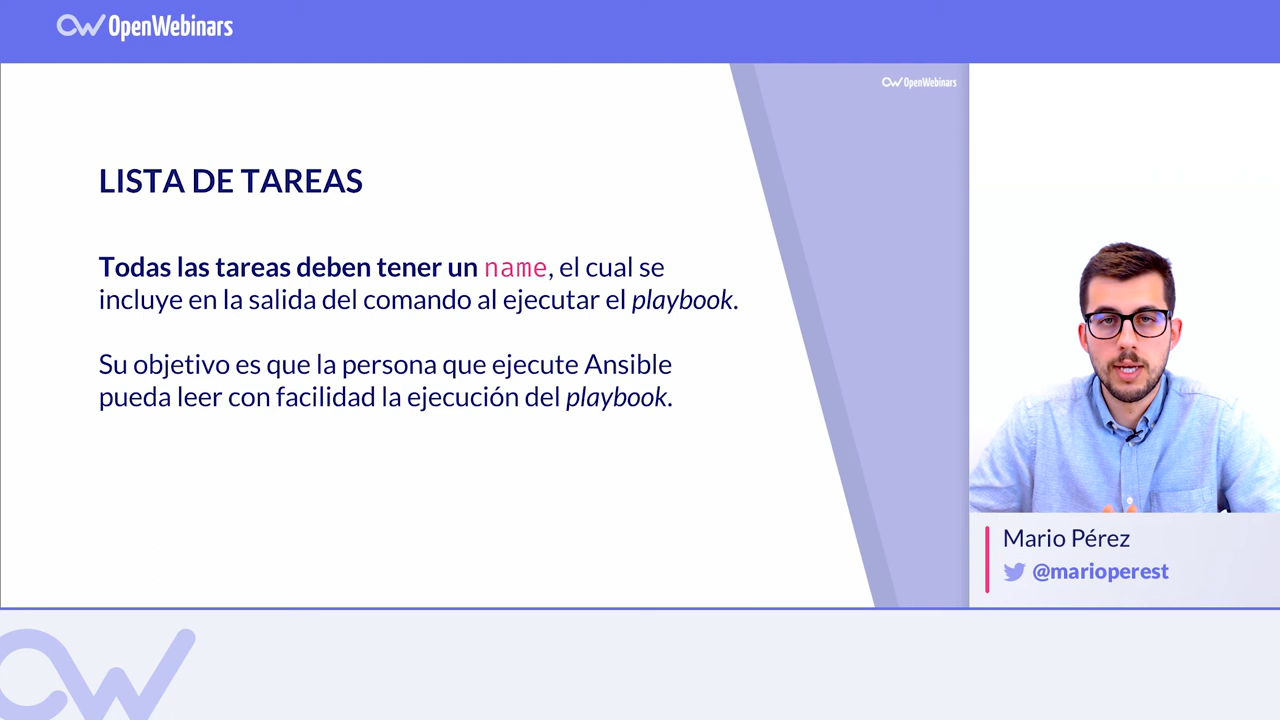 OpenWebinars
OpenWebinars
LISTA DE TAREAS
Todas las tareas deben tener un name, el cual se
incluye en la salida del comando al ejecutar el playbook.
Su objetivo es que la persona que ejecute Ansible
pueda leer con facilidad la ejecución del playbook.
Mario Pérez
@marioperest